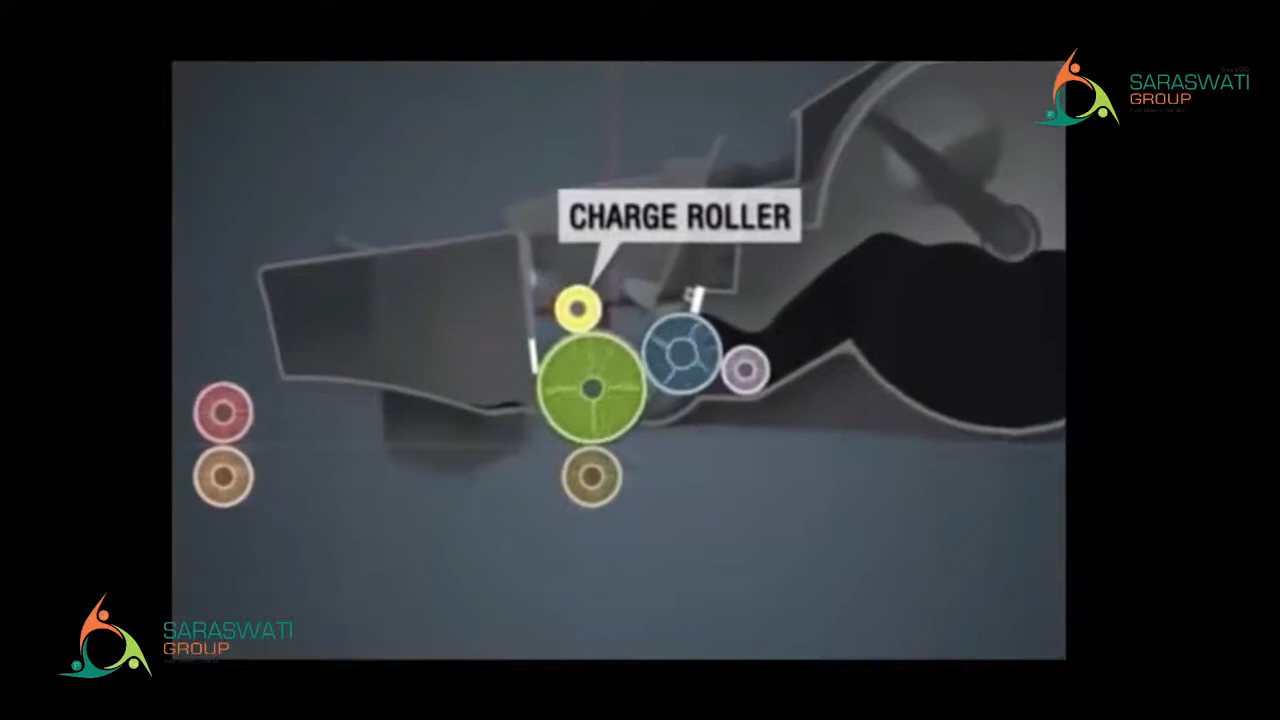 SARASWATI
GROUP
CHARGE ROLLER
SARASWATI
GROUP